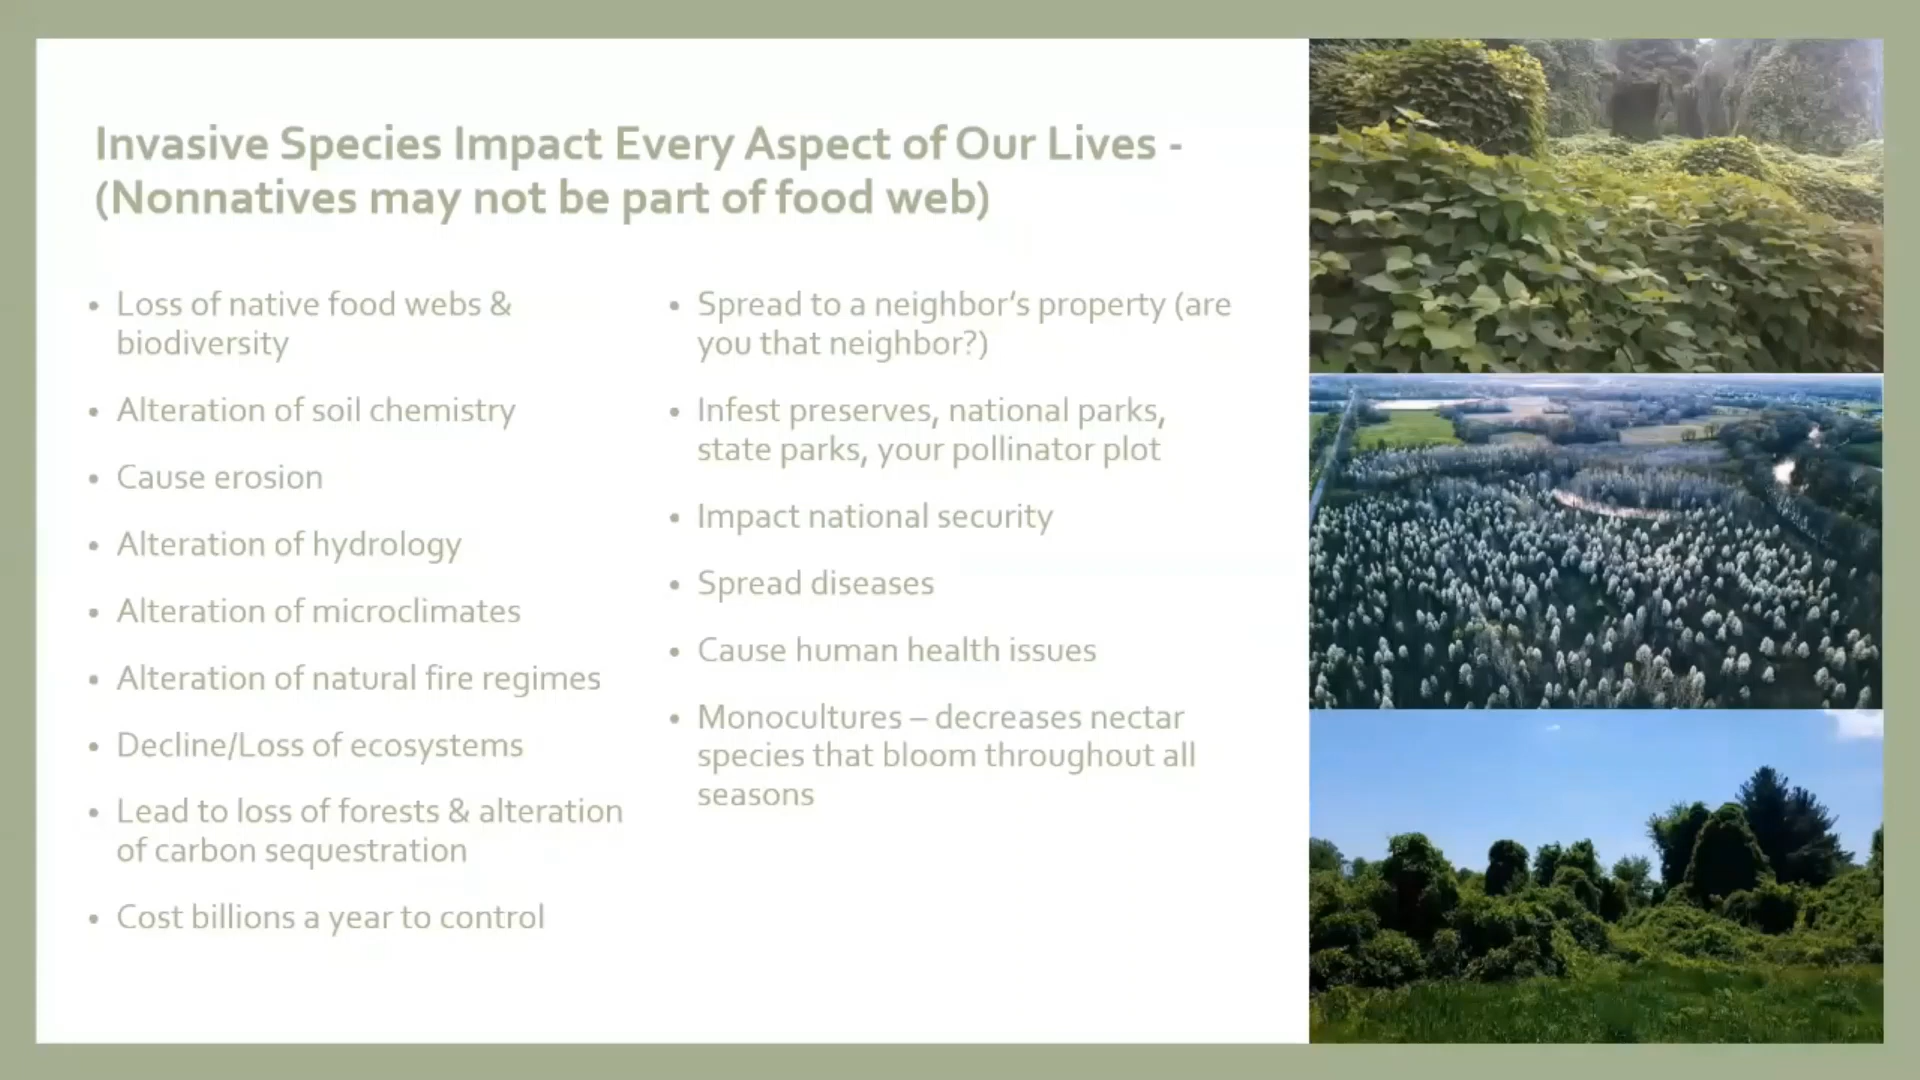 Invasive Species Impact Every Aspect of Our Lives -
(Nonnatives may not be part of food web)
• Loss of native food webs &
biodiversity
• Alteration of soil chemistry
• Cause erosion
• Alteration of hydrology
• Alteration of microclimates
• Alteration of natural fire regimes
• Decline/Loss of ecosystems
• Lead to loss of forests & alteration
of carbon sequestration
• Cost billions a year to control
• Spread to a neighbor’s property (are
you that neighbor?)
• Infest preserves, national parks,
state parks, your pollinator plot
• Impact national security
• Spread diseases
• Cause human health issues
• Monocultures – decreases nectar
species that bloom throughout all
seasons